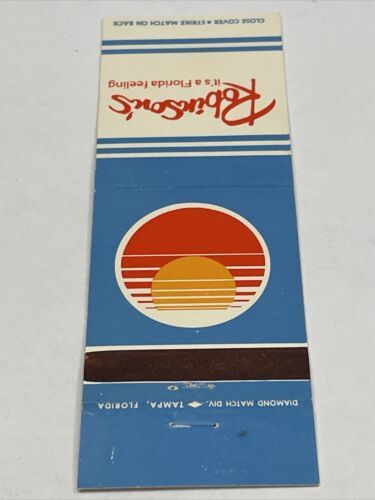 CLOSE COVER • STRIKE MATCH ON BACK
Robinson's
it's a Florida feeling
DIAMOND MATCH DIV. TAMPA, FLORIDA